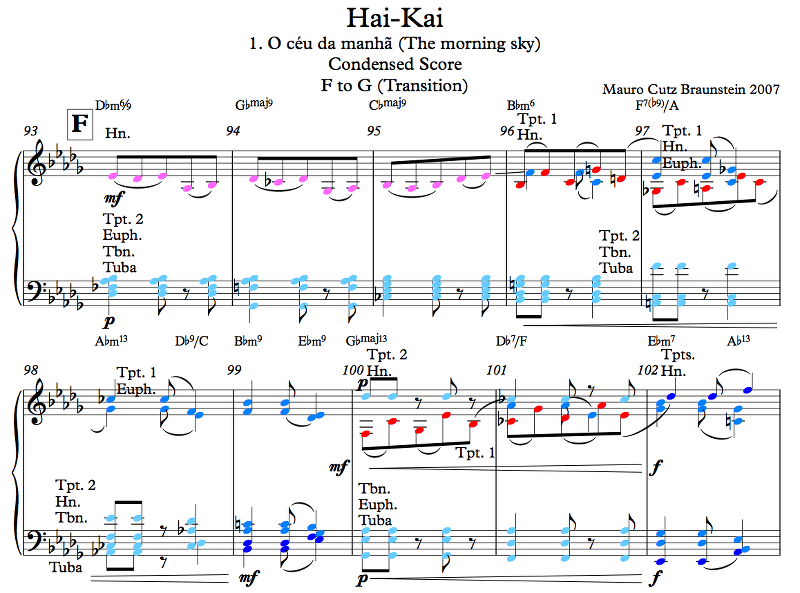 Hai-Kai
1. O céu da manhã (The morning sky)
Condensed Score
F to G (Transition)
Mauro Cutz Braunstein 2007
D♭m6⁄9 G♭maj9 C♭maj9 B♭m6 F7(♭9)/A
93 F Hn. 94 95 96 Tpt. 1 97 Tpt. 1
Hn. Hn.
Euph.
mf
Tpt. 2 Tpt. 2
Euph. Tbn.
Tbn. Tuba
Tuba
p
A♭m13 D♭9/C B♭m9 E♭m9 G♭maj13 D♭7/F E♭m7 A♭13
98 Tpt. 1 99 100 Tpt. 2 101 102 Tpts.
Euph. Hn. Hn.
p
Tpt. 1
mf f
Tpt. 2 Tbn.
Hn. Euph.
Tbn. Tuba
Tuba
mf p f